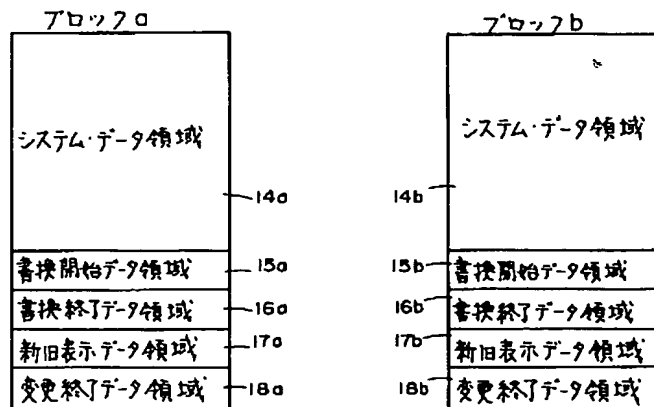 ブロックa
システム・データ領域
14a
書換開始データ領域
15a
書換終了データ領域
16a
新旧表示データ領域
17a
変更終了データ領域
18a
ブロックb
システム・データ領域
14b
書換開始データ領域
15b
書換終了データ領域
16b
新旧表示データ領域
17b
変更終了データ領域
18b